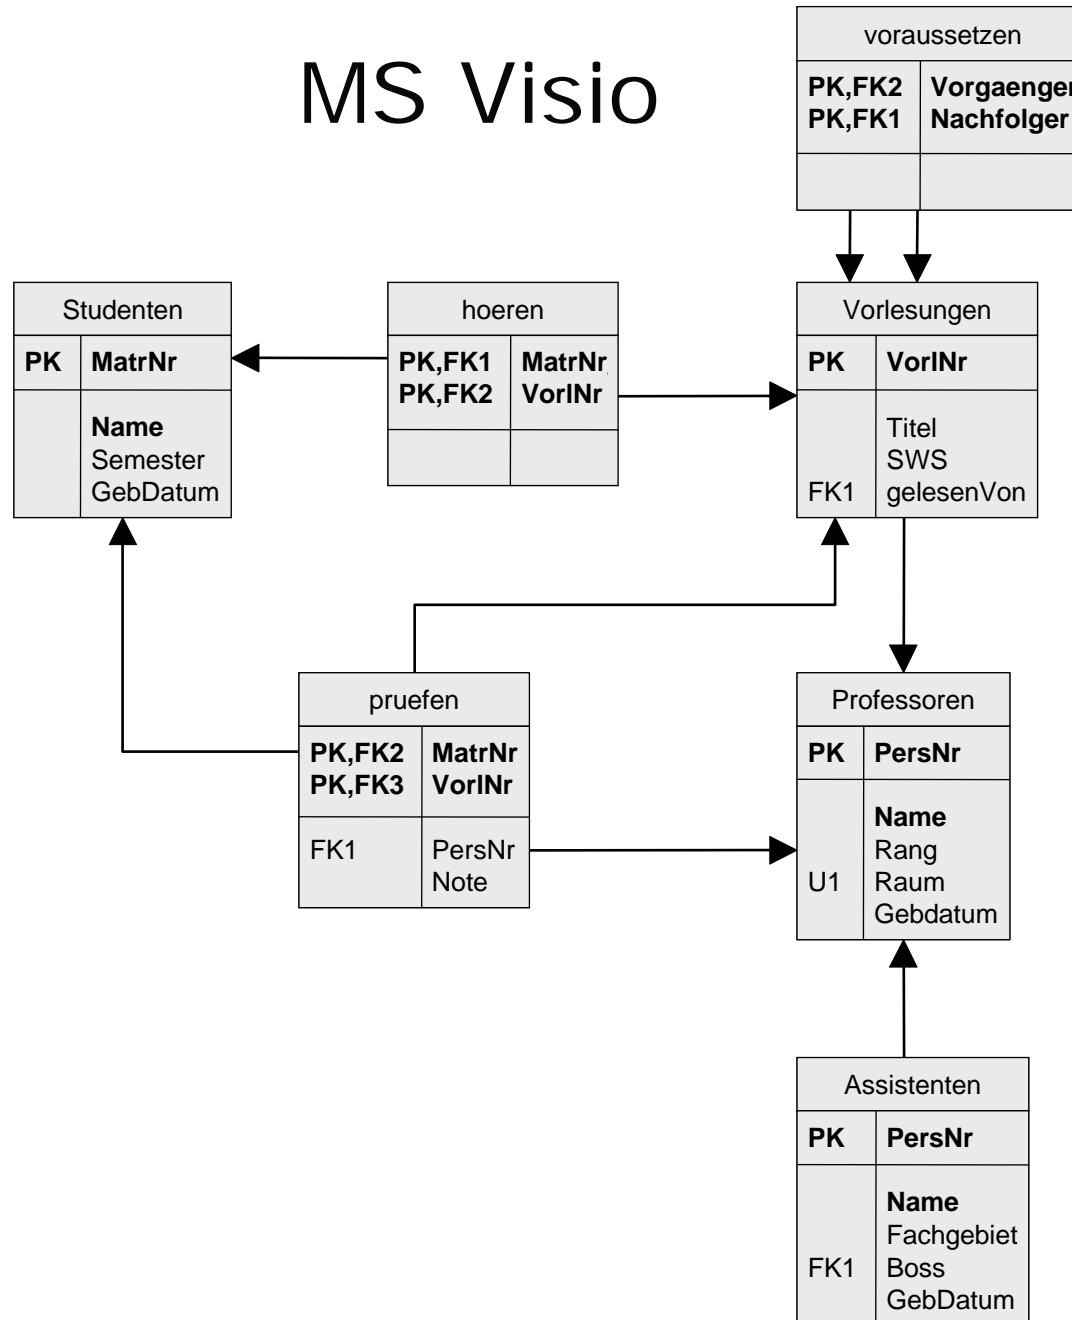 MS Visio
voraussetzen
PK,FK2 Vorgaenger
PK,FK1 Nachfolger
Studenten
PK MatrNr
Name
Semester
GebDatum
hoeren
PK,FK1 MatrNr
PK,FK2 VorlNr
Vorlesungen
PK VorlNr
Titel
SWS
FK1 gelesenVon
pruefen
PK,FK2 MatrNr
PK,FK3 VorlNr
FK1 PersNr
Note
Professoren
PK PersNr
Name
Rang
U1 Raum
Gebdatum
Assistenten
PK PersNr
Name
Fachgebiet
FK1 Boss
GebDatum